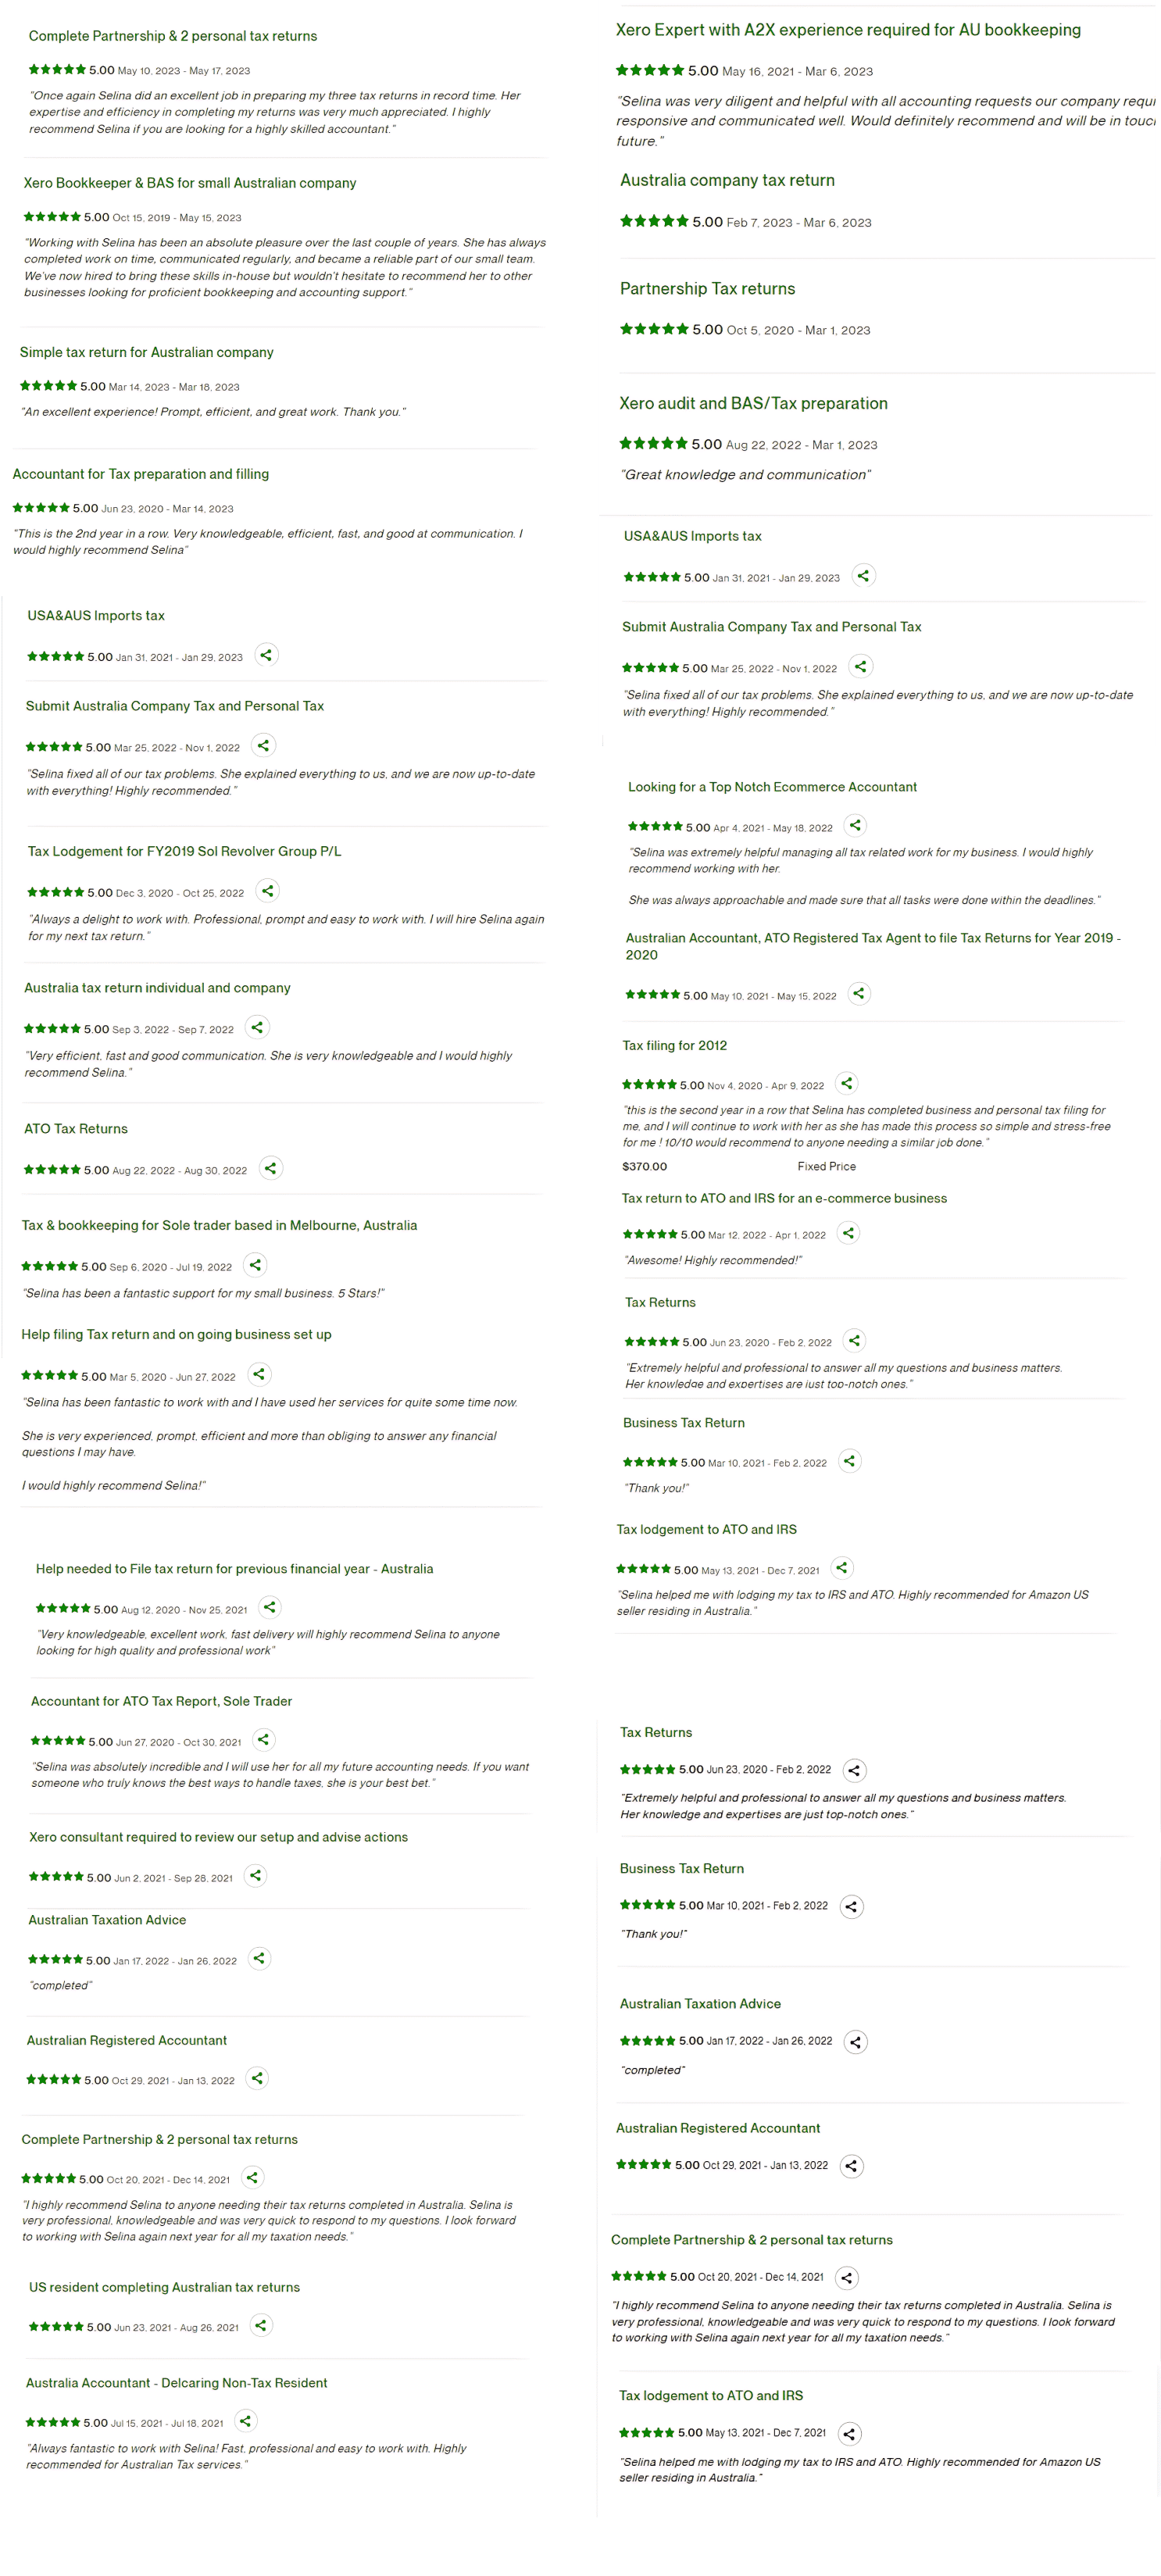 Complete Partnership & 2 personal tax returns
5.00 May 10, 2023 - May 17, 2023
"Once again Selina did an excellent job in preparing my three tax returns in record time. Her
expertise and efficiency in completing my returns was very much appreciated. I highly
recommend Selina if you are looking for a highly skilled accountant."
Xero Bookkeeper & BAS for small Australian company
5.00 Oct 15, 2019 - May 15, 2023
"Working with Selina has been an absolute pleasure over the last couple of years. She has always
completed work on time, communicated regularly, and became a reliable part of our small team.
We've now hired to bring these skills in-house but wouldn't hesitate to recommend her to other
businesses looking for proficient bookkeeping and accounting support."
Simple tax return for Australian company
5.00 Mar 14, 2023 - Mar 18, 2023
"An excellent experience! Prompt, efficient, and great work. Thank you."
Accountant for Tax preparation and filling
5.00 Jun 23, 2020 - Mar 14, 2023
"This is the 2nd year in a row. Very knowledgeable, efficient, fast, and good at communication. I
would highly recommend Selina"
USA&AUS Imports tax
5.00 Jan 31, 2021 - Jan 29, 2023
Submit Australia Company Tax and Personal Tax
5.00 Mar 25, 2022 - Nov 1, 2022
"Selina fixed all of our tax problems. She explained everything to us, and we are now up-to-date
with everything! Highly recommended."
Tax Lodgement for FY2019 Sol Revolver Group P/L
5.00 Dec 3, 2020 - Oct 25, 2022
"Always a delight to work with. Professional, prompt and easy to work with. I will hire Selina again
for my next tax return."
Australia tax return individual and company
5.00 Sep 3, 2022 - Sep 7, 2022
"Very efficient, fast and good communication. She is very knowledgeable and I would highly
recommend Selina."
ATO Tax Returns
5.00 Aug 22, 2022 - Aug 30, 2022
Tax & bookkeeping for Sole trader based in Melbourne, Australia
5.00 Sep 6, 2020 - Jul 19, 2022
"Selina has been a fantastic support for my small business. 5 Stars!"
Help filing Tax return and on going business set up
5.00 Mar 5, 2020 - Jun 27, 2022
"Selina has been fantastic to work with and I have used her services for quite some time now.
She is very experienced, prompt, efficient and more than obliging to answer any financial
questions I may have.
I would highly recommend Selina!"
Help needed to File tax return for previous financial year - Australia
5.00 Aug 12, 2020 - Nov 25, 2021
"Very knowledgeable, excellent work, fast delivery will highly recommend Selina to anyone
looking for high quality and professional work"
Accountant for ATO Tax Report, Sole Trader
5.00 Jun 27, 2020 - Oct 30, 2021
"Selina was absolutely incredible and I will use her for all my future accounting needs. If you want
someone who truly knows the best ways to handle taxes, she is your best bet."
Xero consultant required to review our setup and advise actions
5.00 Jun 2, 2021 - Sep 28, 2021
Australian Taxation Advice
5.00 Jan 17, 2022 - Jan 26, 2022
"completed"
Australian Registered Accountant
5.00 Oct 29, 2021 - Jan 13, 2022
Complete Partnership & 2 personal tax returns
5.00 Oct 20, 2021 - Dec 14, 2021
"I highly recommend Selina to anyone needing their tax returns completed in Australia. Selina is
very professional, knowledgeable and was very quick to respond to my questions. I look forward
to working with Selina again next year for all my taxation needs."
US resident completing Australian tax returns
5.00 Jun 23, 2021 - Aug 26, 2021
Australia Accountant - Delcaring Non-Tax Resident
5.00 Jul 15, 2021 - Jul 18, 2021
"Always fantastic to work with Selina! Fast, professional and easy to work with. Highly
recommended for Australian Tax services."
Xero Expert with A2X experience required for AU bookkeeping
5.00 May 16, 2021 - Mar 6, 2023
"Selina was very diligent and helpful with all accounting requests our company requi
responsive and communicated well. Would definitely recommend and will be in touc
future."
Australia company tax return
5.00 Feb 7, 2023 - Mar 6, 2023
Partnership Tax returns
5.00 Oct 5, 2020 - Mar 1, 2023
Xero audit and BAS/Tax preparation
5.00 Aug 22, 2022 - Mar 1, 2023
"Great knowledge and communication"
USA&AUS Imports tax
5.00 Jan 31, 2021 - Jan 29, 2023
Submit Australia Company Tax and Personal Tax
5.00 Mar 25, 2022 - Nov 1, 2022
"Selina fixed all of our tax problems. She explained everything to us, and we are now up-to-date
with everything! Highly recommended."
Looking for a Top Notch Ecommerce Accountant
5.00 Apr 4, 2021 - May 18, 2022
"Selina was extremely helpful managing all tax related work for my business. I would highly
recommend working with her.
She was always approachable and made sure that all tasks were done within the deadlines."
Australian Accountant, ATO Registered Tax Agent to file Tax Returns for Year 2019 -
2020
5.00 May 10, 2021 - May 15, 2022
Tax filing for 2012
5.00 Nov 4, 2020 - Apr 9, 2022
"this is the second year in a row that Selina has completed business and personal tax filing for
me, and I will continue to work with her as she has made this process so simple and stress-free
for me ! 10/10 would recommend to anyone needing a similar job done."
$370.00 Fixed Price
Tax return to ATO and IRS for an e-commerce business
5.00 Mar 12, 2022 - Apr 1, 2022
"Awesome! Highly recommended!"
Tax Returns
5.00 Jun 23, 2020 - Feb 2, 2022
"Extremely helpful and professional to answer all my questions and business matters.
Her knowledge and expertises are just top-notch ones."
Business Tax Return
5.00 Mar 10, 2021 - Feb 2, 2022
"Thank you!"
Tax lodgement to ATO and IRS
5.00 May 13, 2021 - Dec 7, 2021
"Selina helped me with lodging my tax to IRS and ATO. Highly recommended for Amazon US
seller residing in Australia."
Tax Returns
5.00 Jun 23, 2020 - Feb 2, 2022
"Extremely helpful and professional to answer all my questions and business matters.
Her knowledge and expertises are just top-notch ones."
Business Tax Return
5.00 Mar 10, 2021 - Feb 2, 2022
"Thank you!"
Australian Taxation Advice
5.00 Jan 17, 2022 - Jan 26, 2022
"completed"
Australian Registered Accountant
5.00 Oct 29, 2021 - Jan 13, 2022
Complete Partnership & 2 personal tax returns
5.00 Oct 20, 2021 - Dec 14, 2021
"I highly recommend Selina to anyone needing their tax returns completed in Australia. Selina is
very professional, knowledgeable and was very quick to respond to my questions. I look forward
to working with Selina again next year for all my taxation needs."
Tax lodgement to ATO and IRS
5.00 May 13, 2021 - Dec 7, 2021
"Selina helped me with lodging my tax to IRS and ATO. Highly recommended for Amazon US
seller residing in Australia."